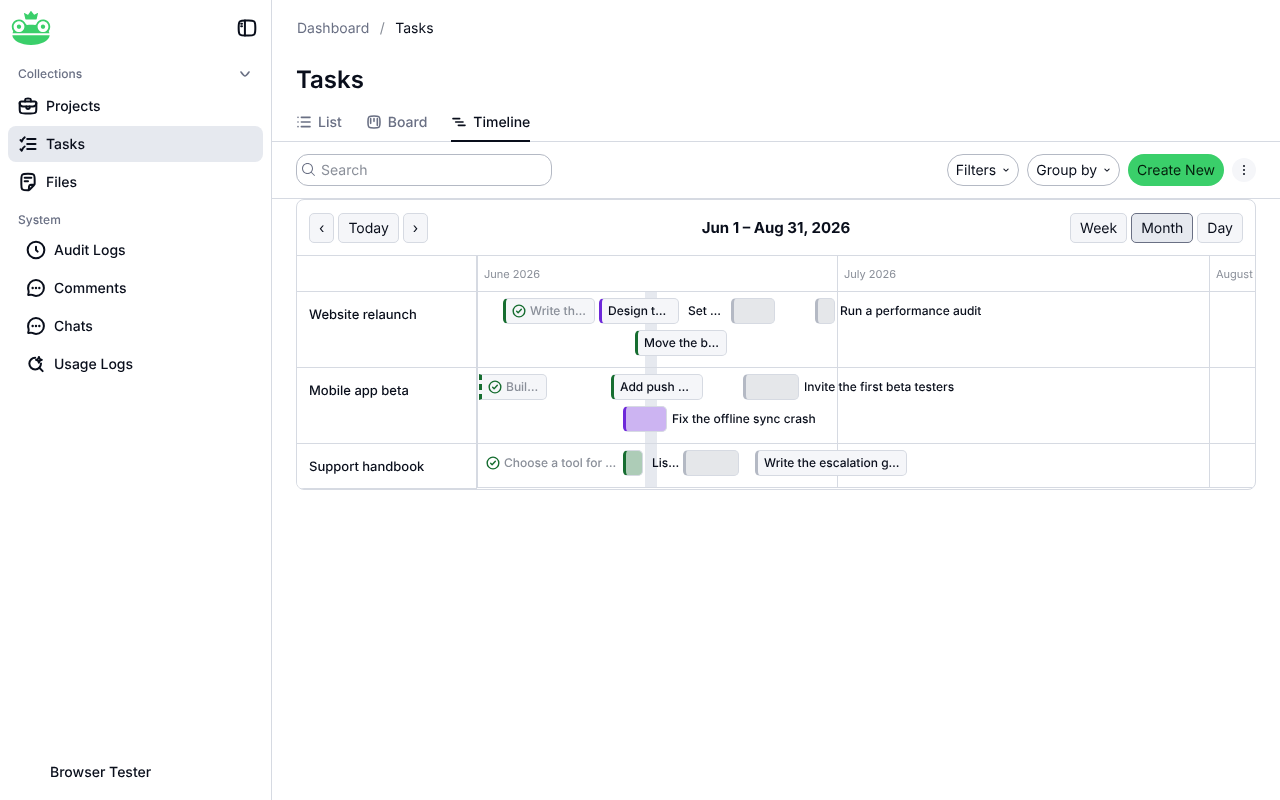 Dashboard / Tasks
Collections
Projects
Tasks
Files
System
Audit Logs
Comments
Chats
Usage Logs
Browser Tester
Tasks
List Board Timeline
Search Filters Group by Create New
‹ Today › Jun 1 – Aug 31, 2026 Week Month Day
June 2026 July 2026 August
Website relaunch Write th... Design t... Set ... Run a performance audit
Move the b...
Mobile app beta Buil... Add push ... Invite the first beta testers
Fix the offline sync crash
Support handbook Choose a tool for ... Lis... Write the escalation g...